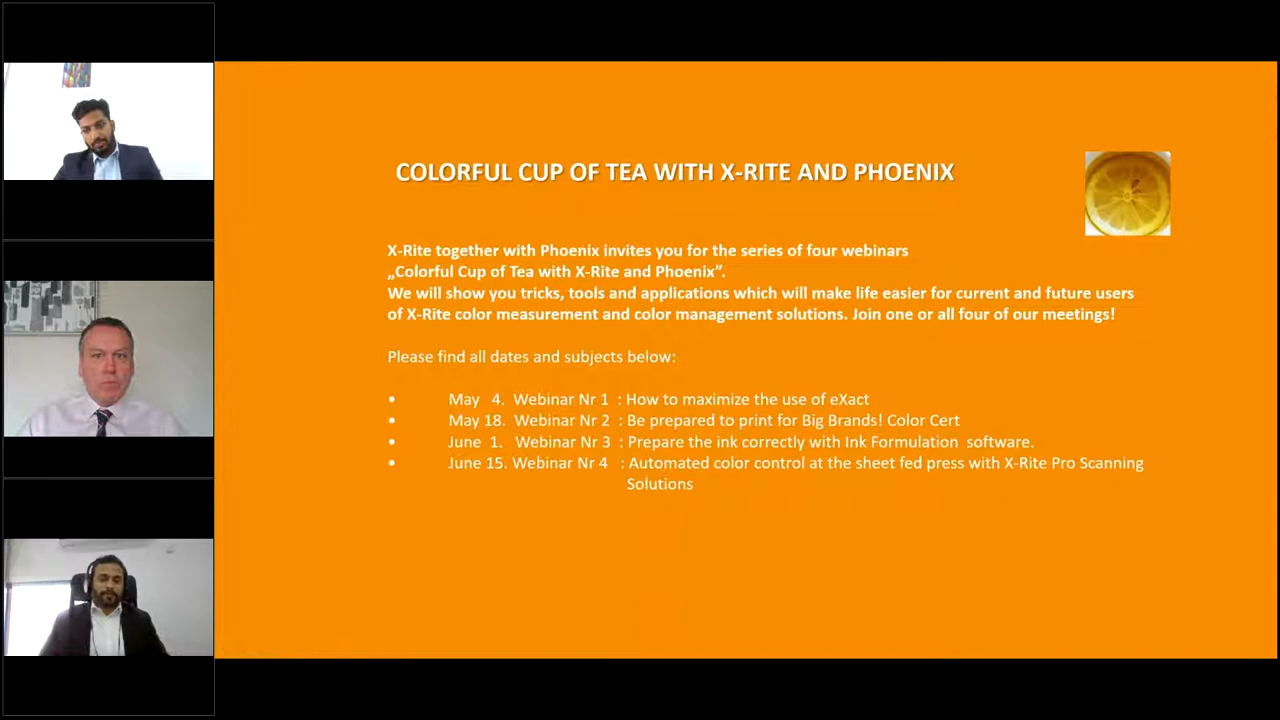 COLORFUL CUP OF TEA WITH X-RITE AND PHOENIX
X-Rite together with Phoenix invites you for the series of four webinars
„Colorful Cup of Tea with X-Rite and Phoenix”.
We will show you tricks, tools and applications which will make life easier for current and future users
of X-Rite color measurement and color management solutions. Join one or all four of our meetings!
Please find all dates and subjects below:
• May 4. Webinar Nr 1 : How to maximize the use of eXact
• May 18. Webinar Nr 2 : Be prepared to print for Big Brands! Color Cert
• June 1. Webinar Nr 3 : Prepare the ink correctly with Ink Formulation software.
• June 15. Webinar Nr 4 : Automated color control at the sheet fed press with X-Rite Pro Scanning
Solutions